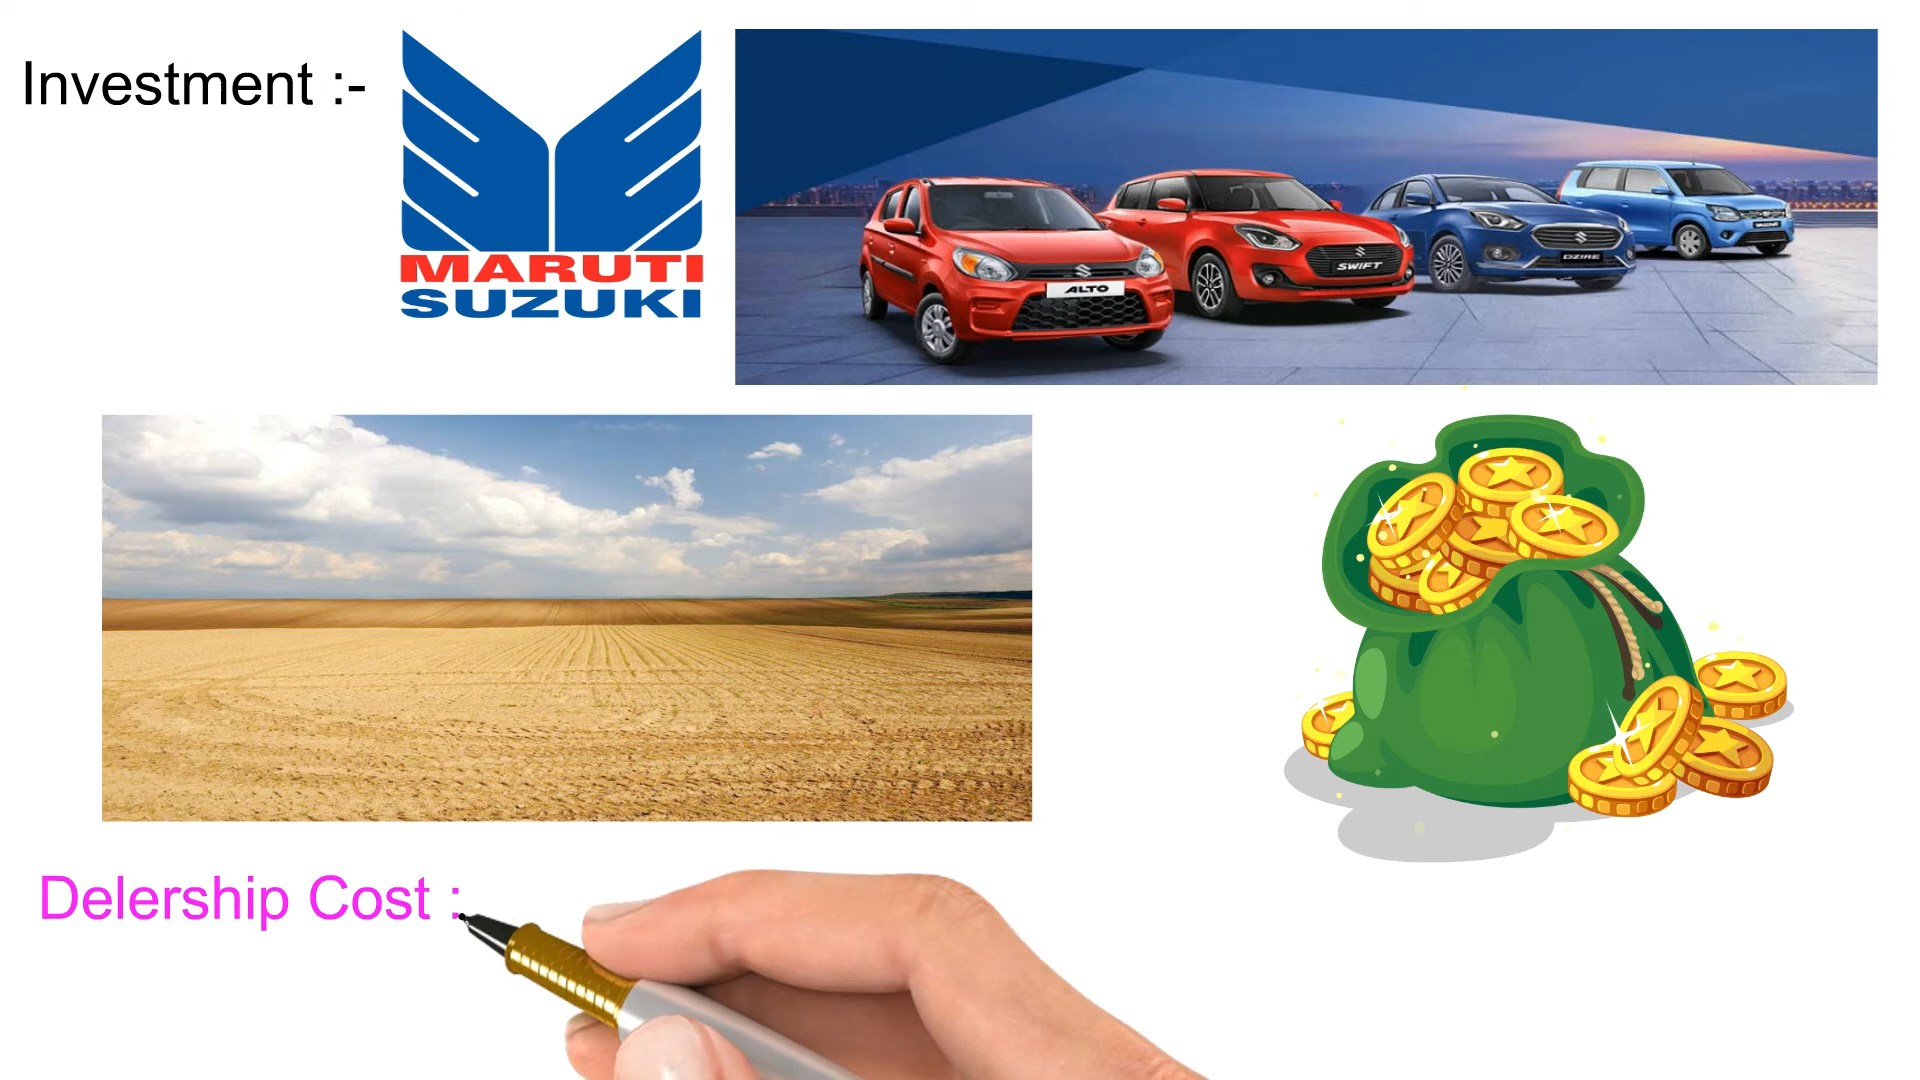 Investment :-
MARUTI
SUZUKI
ALTO
SWIFT
DZIRE
Delership Cost :